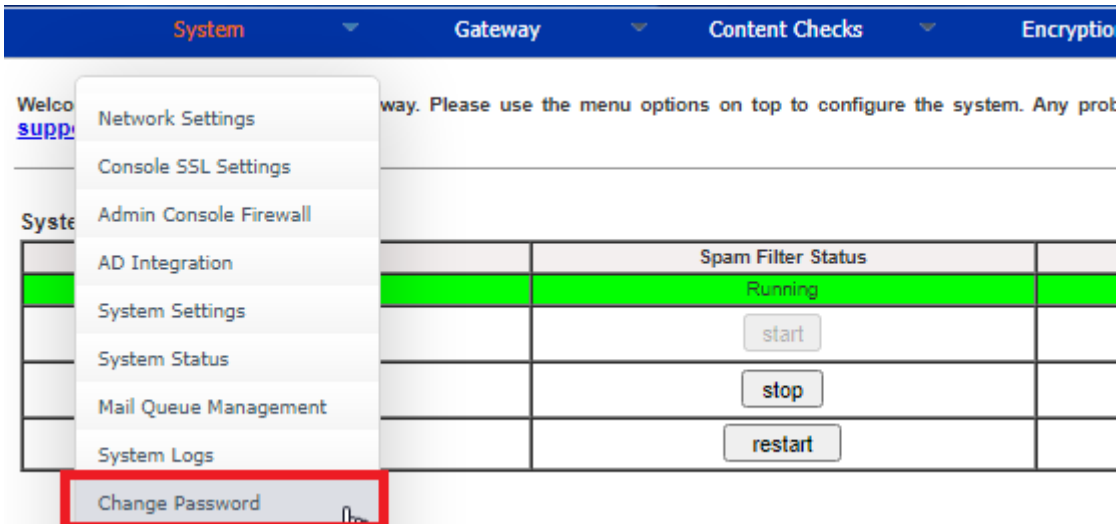 System Gateway Content Checks Encryptio
Welco way. Please use the menu options on top to configure the system. Any prob
supp
Network Settings
Console SSL Settings
Admin Console Firewall
AD Integration
System Settings
System Status
Mail Queue Management
System Logs
Change Password
Syste
Spam Filter Status
Running
start
stop
restart